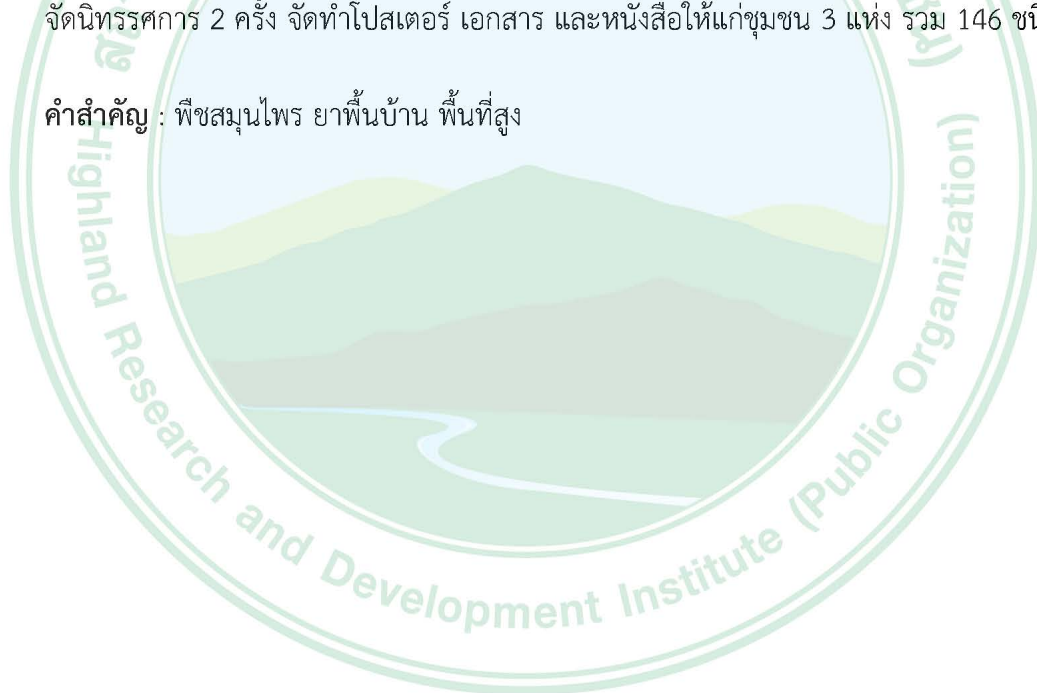 จัดนิทรรศการ 2 ครั้ง จัดทำโปสเตอร์ เอกสาร และหนังสือให้แก่ชุมชน 3 แห่ง รวม 146
คำสำคัญ : พืชสมุนไพร ยาพื้นบ้าน พื้นที่สูง
Highland Research and Development Institute (Public Organization)